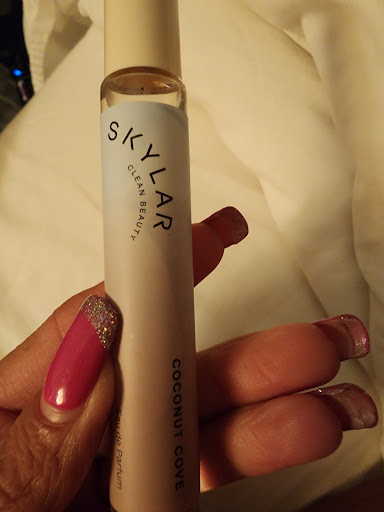 SKYLAR
CLEAN BEAUTY
COCONUT COVE
Eau de Parfum